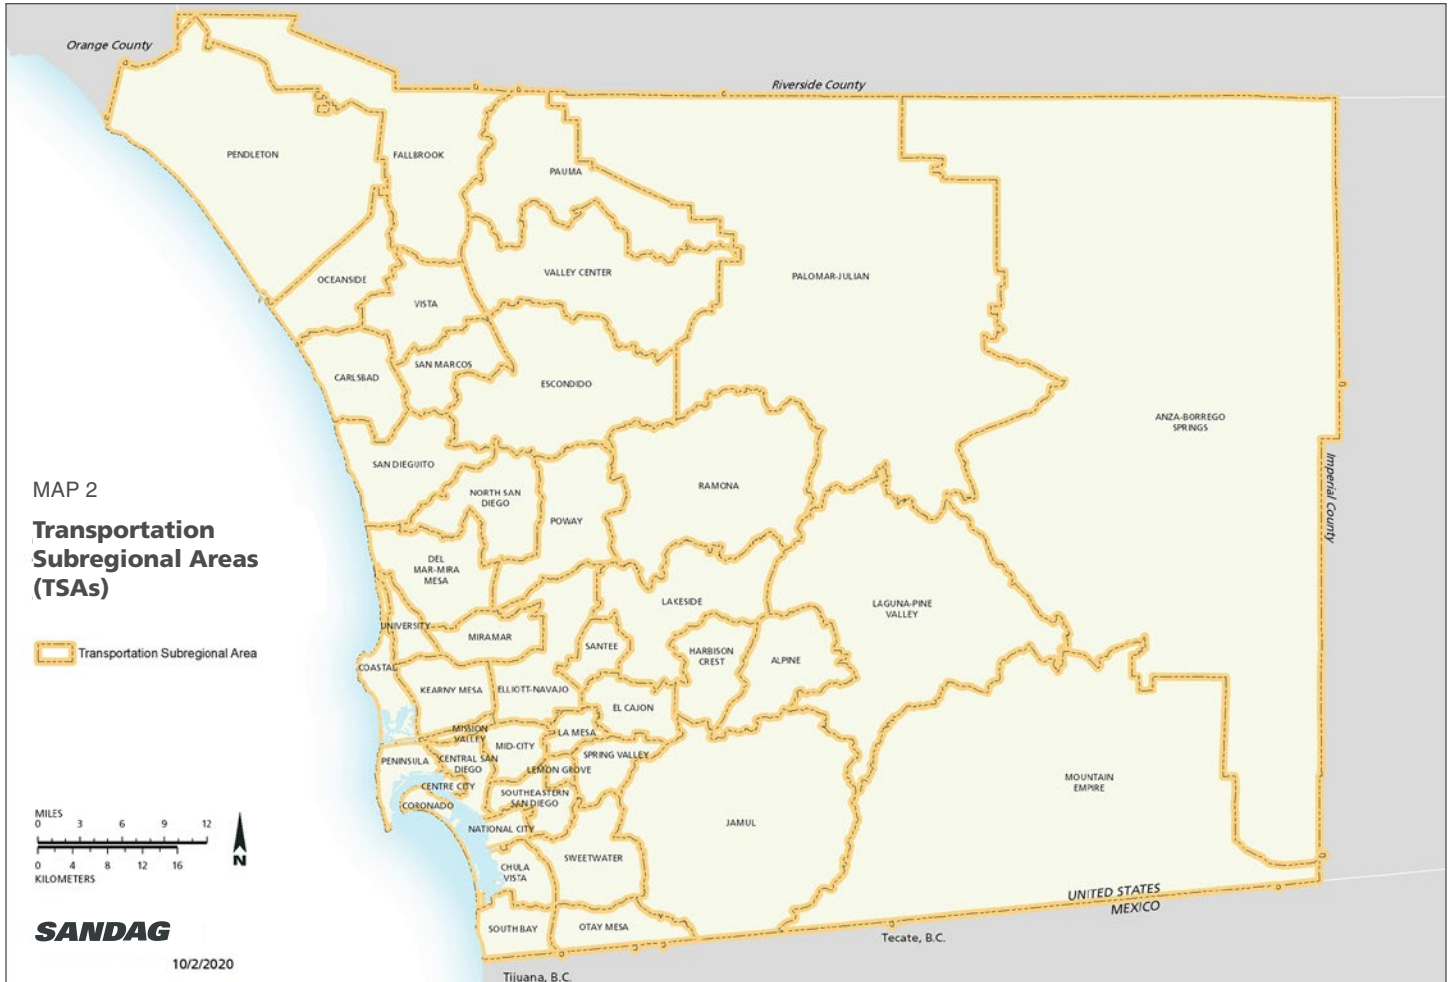 Orange County
Riverside County
PENDLETON
FALLBROOK
PAUMA
OCEANSIDE
VALLEY CENTER
PALOMAR-JULIAN
VISTA
SAN MARCOS
CARLSBAD
ESCONDIDO
ANZA-BORREGO
SPRINGS
Imperial County
SAN DIEGUITO
NORTH SAN
DIEGO
RAMONA
POWAY
MAP 2
Transportation
Subregional Areas
(TSAs)
Transportation Subregional Area
DEL
MAR-MIRA
MESA
LAKESIDE
LAGUNA-PINE
VALLEY
UNIVERSITY
MIRAMAR
SANTEE
HARBISON
CREST
ALPINE
COASTAL
KEARNY MESA
ELLIOTT-NAVAJO
EL CAJON
MISSION
VALLEY
LA MESA
MID-CITY
SPRING VALLEY
PENINSULA
CENTRAL SAN
DIEGO
LEMON GROVE
CENTRE CITY
SOUTHEASTERN
SAN DIEGO
CORONADO
MOUNTAIN
EMPIRE
JAMUL
NATIONAL CITY
SWEETWATER
CHULA
VISTA
SOUTH BAY
OTAY MESA
UNITED STATES
MEXICO
Tecate, B.C.
Tijuana, B.C.
MILES
0 3 6 9 12
0 4 8 12 16
KILOMETERS
N
SANDAG
10/2/2020